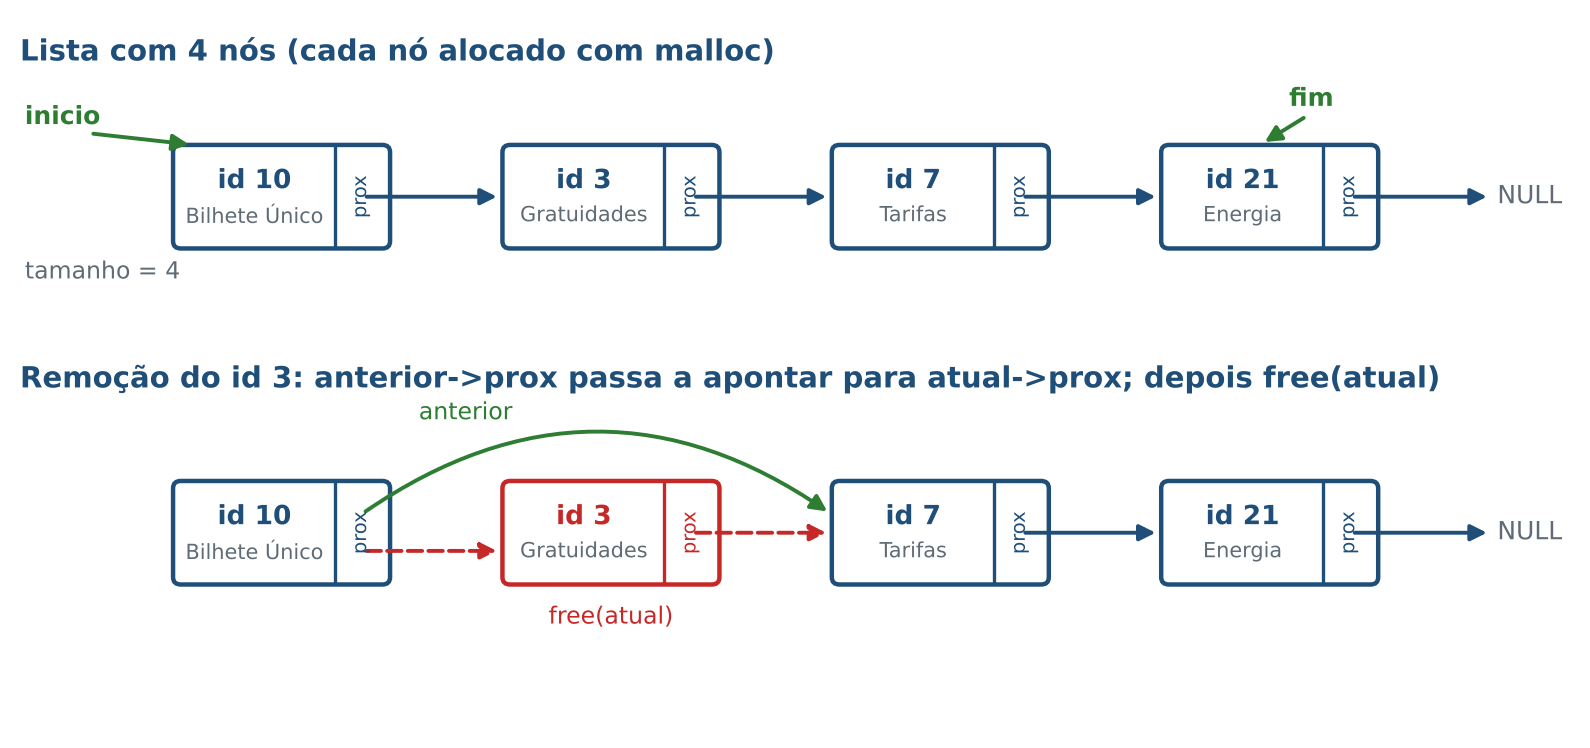 Lista com 4 nós (cada nó alocado com malloc)
fim
inicio
id 10
Bilhete Único
prox
id 3
Gratuidades
prox
id 7
Tarifas
prox
id 21
Energia
prox
NULL
tamanho = 4
Remoção do id 3: anterior->prox passa a apontar para atual->prox; depois free(atual)
anterior
id 10
Bilhete Único
prox
id 3
Gratuidades
prox
id 7
Tarifas
prox
id 21
Energia
prox
NULL
free(atual)